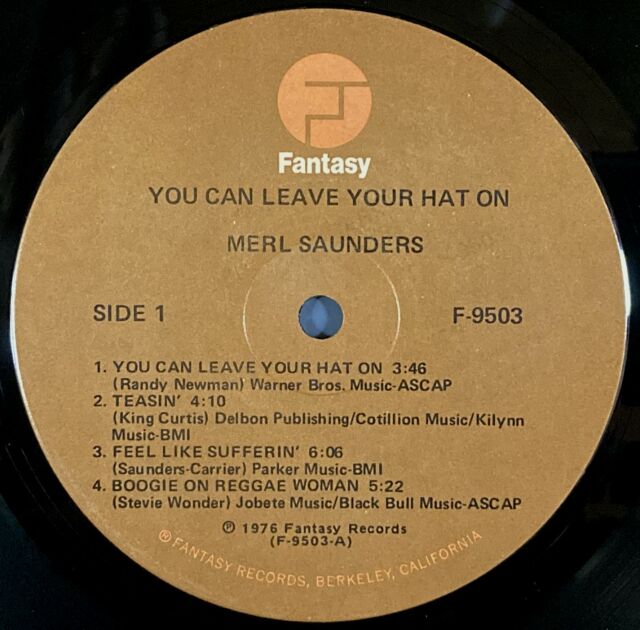 Fantasy
YOU CAN LEAVE YOUR HAT ON
MERL SAUNDERS
SIDE 1
F-9503
1. YOU CAN LEAVE YOUR HAT ON 3:46
(Randy Newman) Warner Bros. Music-ASCAP
2. TEASIN' 4:10
(King Curtis) Delbon Publishing/Cotillion Music/Kilynn
Music-BMI
3. FEEL LIKE SUFFERIN' 6:06
(Saunders-Carrier) Parker Music-BMI
4. BOOGIE ON REGGAE WOMAN 5:22
(Stevie Wonder) Jobete Music/Black Bull Music-ASCAP
℗ 1976 Fantasy Records
(F-9503-A)
® FANTASY RECORDS, BERKELEY, CALIFORNIA